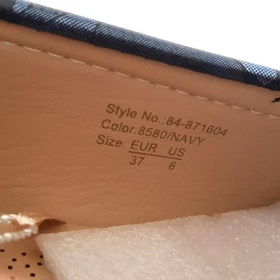 Style No.:84-871604
Color:8580/NAVY
Size: EUR US
37 6